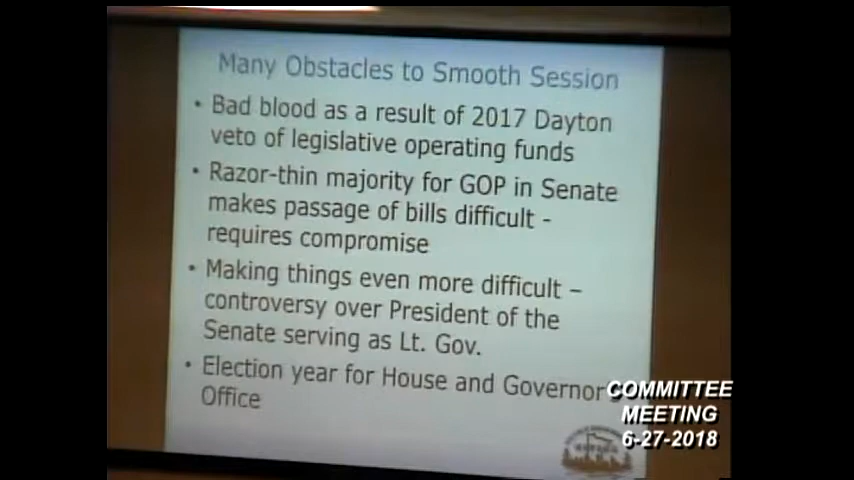 Many Obstacles to Smooth Session
• Bad blood as a result of 2017 Dayton
veto of legislative operating funds
• Razor-thin majority for GOP in Senate
makes passage of bills difficult -
requires compromise
• Making things even more difficult –
controversy over President of the
Senate serving as Lt. Gov.
• Election year for House and Governor
Office
COMMITTEE
MEETING
6-27-2018